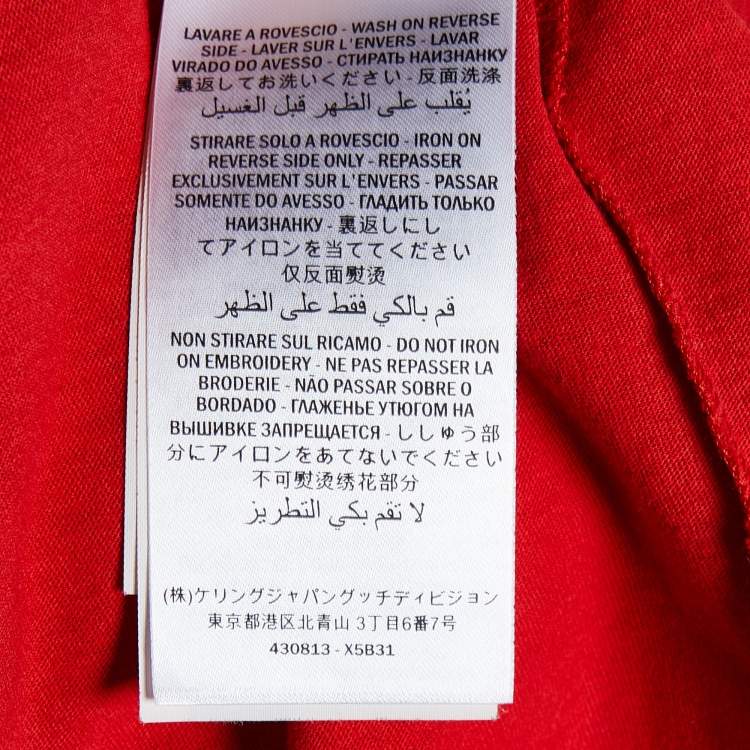 LAVARE A ROVESCIO - WASH ON REVERSE
SIDE - LAVER SUR L'ENVERS - LAVAR
VIRADO DO AVESSO - СТИРАТЬ НАИЗНАНКУ
裏返してお洗いください - 反面洗涤
يُقلب على الظهر قبل الغسيل
STIRARE SOLO A ROVESCIO - IRON ON
REVERSE SIDE ONLY - REPASSER
EXCLUSIVEMENT SUR L'ENVERS - PASSAR
SOMENTE DO AVESSO - ГЛАДИТЬ ТОЛЬКО
НАИЗНАНКУ - 裏返しにし
てアイロンを当ててください
仅反面熨烫
قم بالكي فقط على الظهر
NON STIRARE SUL RICAMO - DO NOT IRON
ON EMBROIDERY - NE PAS REPASSER LA
BRODERIE - NÃO PASSAR SOBRE O
BORDADO - ГЛАЖЕНЬЕ УТЮГОМ НА
ВЫШИВКЕ ЗАПРЕЩАЕТСЯ - ししゅう部
分にアイロンをあてないでください
不可熨烫绣花部分
لا تقم بكي التطريز
(株)ケリングジャパングッチディビジョン
東京都港区北青山 3丁目6番7号
430813 - X5B31